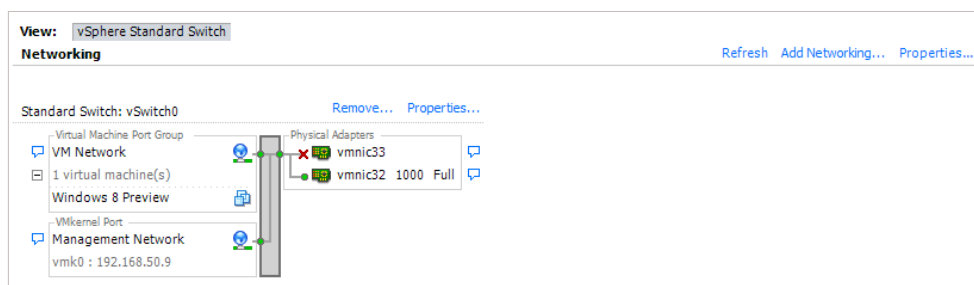 View: vSphere Standard Switch
Networking Refresh Add Networking... Properties...
Standard Switch: vSwitch0 Remove... Properties...
Virtual Machine Port Group Physical Adapters
VM Network vmnic33
1 virtual machine(s) vmnic32 1000 Full
Windows 8 Preview
VMkernel Port
Management Network
vmk0 : 192.168.50.9